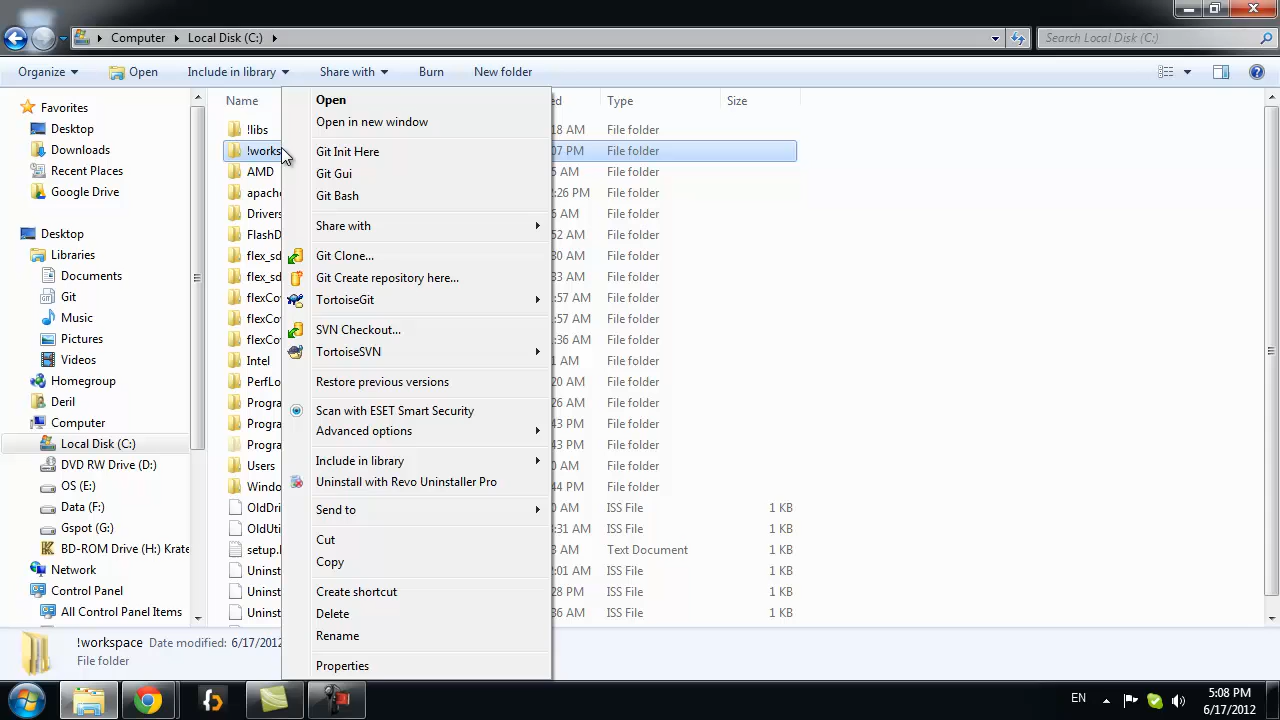 Computer Local Disk (C:)
Search Local Disk (C:)
Organize Open Include in library Share with Burn New folder
Favorites
Desktop
Downloads
Recent Places
Google Drive
Desktop
Libraries
Documents
Git
Music
Pictures
Videos
Homegroup
Deril
Computer
Local Disk (C:)
DVD RW Drive (D:)
OS (E:)
Data (F:)
Gspot (G:)
BD-ROM Drive (H:) Krate
Network
Control Panel
All Control Panel Items
Name ed Type Size
!libs 18 AM File folder
!works 07 PM File folder
AMD 5 AM File folder
apache 2:26 PM File folder
Drivers 6 AM File folder
FlashD :52 AM File folder
flex_sd 30 AM File folder
flex_sd 33 AM File folder
flexCo :57 AM File folder
flexCo :57 AM File folder
flexCo :36 AM File folder
Intel 1 AM File folder
PerfLo :20 AM File folder
Progra 26 AM File folder
Progra 43 PM File folder
Progra 43 PM File folder
Users 0 AM File folder
Windo :44 PM File folder
OldDri 0 AM ISS File 1 KB
OldUti 3:31 AM ISS File 1 KB
setup. 3 AM Text Document 1 KB
Uninst 2:01 AM ISS File 1 KB
Uninst :28 PM ISS File 1 KB
Uninst 36 AM ISS File 1 KB
Open
Open in new window
Git Init Here
Git Gui
Git Bash
Share with
Git Clone...
Git Create repository here...
TortoiseGit
SVN Checkout...
TortoiseSVN
Restore previous versions
Scan with ESET Smart Security
Advanced options
Include in library
Uninstall with Revo Uninstaller Pro
Send to
Cut
Copy
Create shortcut
Delete
Rename
Properties
!workspace Date modified: 6/17/2012
File folder
EN
5:08 PM
6/17/2012